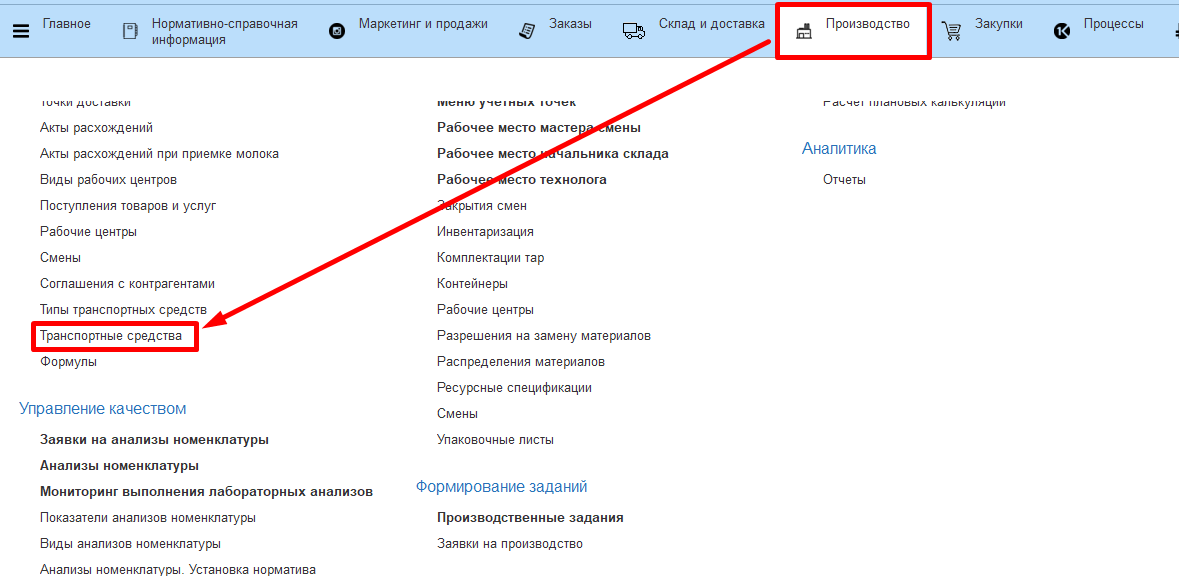 Главное
Нормативно-справочная
информация
Маркетинг и продажи
Заказы
Склад и доставка
Производство
Закупки
Процессы
Точки доставки
Акты расхождений
Акты расхождений при приемке молока
Виды рабочих центров
Поступления товаров и услуг
Рабочие центры
Смены
Соглашения с контрагентами
Типы транспортных средств
Транспортные средства
Формулы
Управление качеством
Заявки на анализы номенклатуры
Анализы номенклатуры
Мониторинг выполнения лабораторных анализов
Показатели анализов номенклатуры
Виды анализов номенклатуры
Анализы номенклатуры. Установка норматива
Меню учетных точек
Рабочее место мастера смены
Рабочее место начальника склада
Рабочее место технолога
Закрытия смен
Инвентаризация
Комплектации тар
Контейнеры
Рабочие центры
Разрешения на замену материалов
Распределения материалов
Ресурсные спецификации
Смены
Упаковочные листы
Формирование заданий
Производственные задания
Заявки на производство
Расчет плановых калькуляций
Аналитика
Отчеты